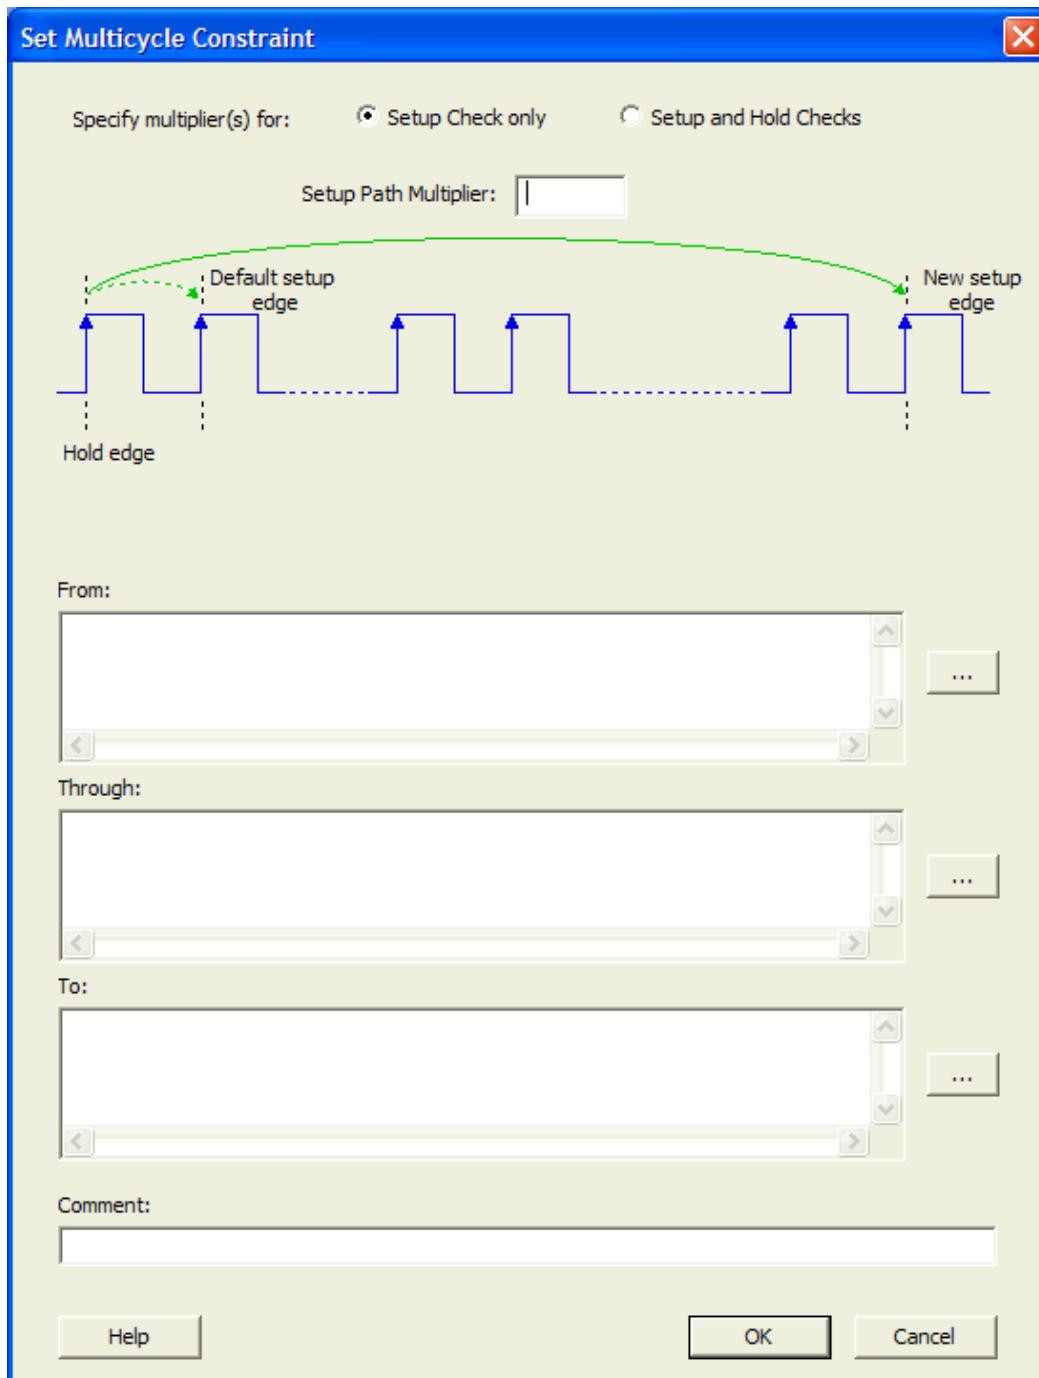 Set Multicycle Constraint
Specify multiplier(s) for: Setup Check only Setup and Hold Checks
Setup Path Multiplier:
Default setup
edge
New setup
edge
Hold edge
From:
...
Through:
...
To:
...
Comment:
Help OK Cancel